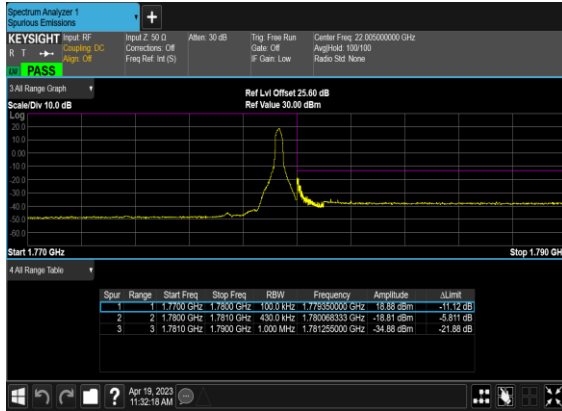 Spectrum Analyzer 1
Spurious Emissions
KEYSIGHT Input: RF Input Z: 50 Ω Atten: 30 dB Trig: Free Run Center Freq: 22.005000000 GHz
R T Coupling: DC Corrections: Off Gate: Off Avg|Hold: 100/100
Align: Off Freq Ref: Int (S) IF Gain: Low Radio Std: None
PASS
3 All Range Graph
Ref Lvl Offset 25.60 dB
Scale/Div 10.0 dB Ref Value 30.00 dBm
Log
20.0
10.0
0.00
-10.0
-20.0
-30.0
-40.0
-50.0
-60.0
Start 1.770 GHz Stop 1.790 GH
4 All Range Table
Spur Range Start Freq Stop Freq RBW Frequency Amplitude ΔLimit
1 1 1.7700 GHz 1.7800 GHz 100.0 kHz 1.779350000 GHz 18.88 dBm -11.12 dB
2 2 1.7800 GHz 1.7810 GHz 430.0 kHz 1.780068333 GHz -18.81 dBm -5.811 dB
3 3 1.7810 GHz 1.7900 GHz 1.000 MHz 1.781255000 GHz -34.88 dBm -21.88 dB
? Apr 19, 2023
11:32:18 AM